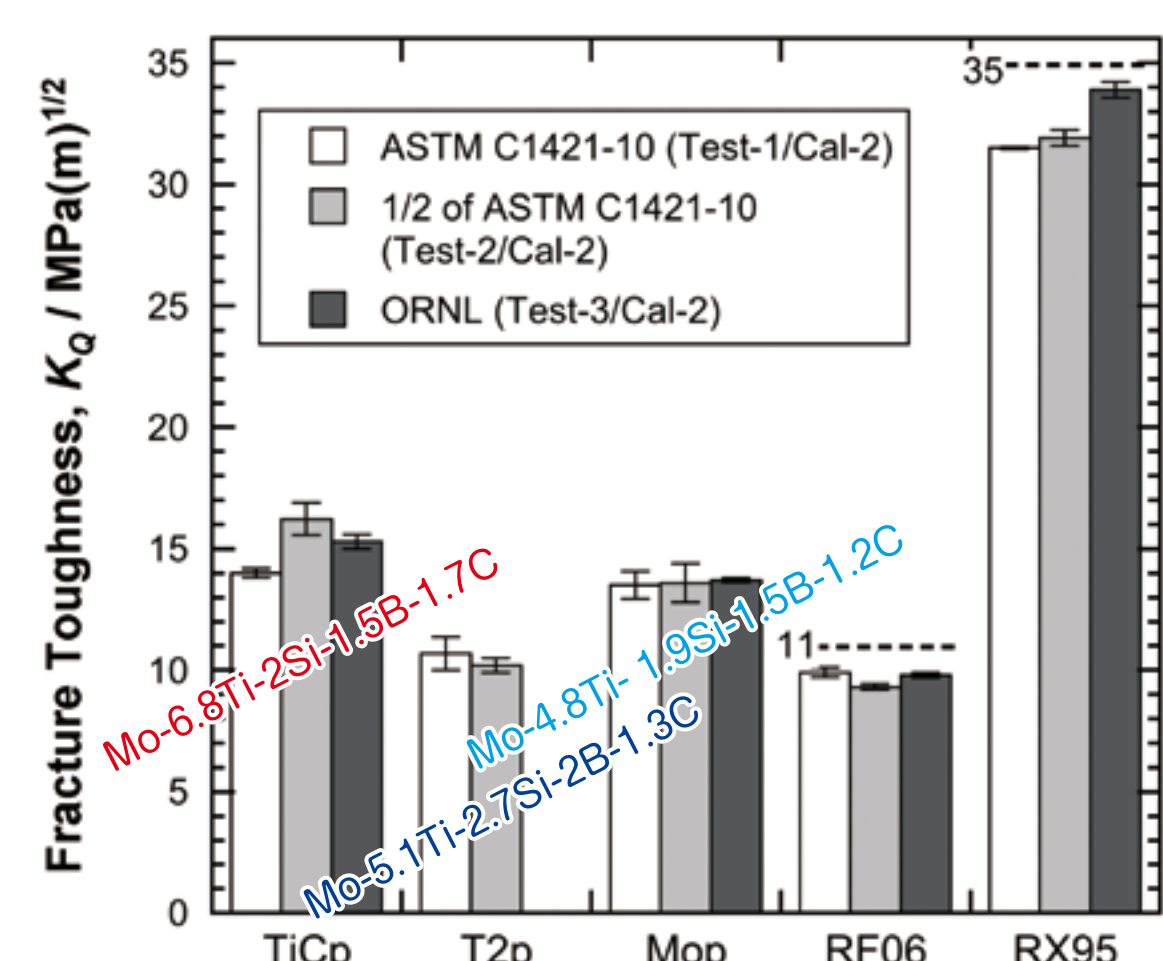 Fracture Toughness, K_Q / MPa(m)^1/2
35
30
25
20
15
10
5
0
ASTM C1421-10 (Test-1/Cal-2)
1/2 of ASTM C1421-10
(Test-2/Cal-2)
ORNL (Test-3/Cal-2)
35
11
Mo-6.8Ti-2Si-1.5B-1.7C
Mo-4.8Ti- 1.9Si-1.5B-1.2C
Mo-5.1Ti-2.7Si-2B-1.3C
TiCp T2p Mop RF06 RX95